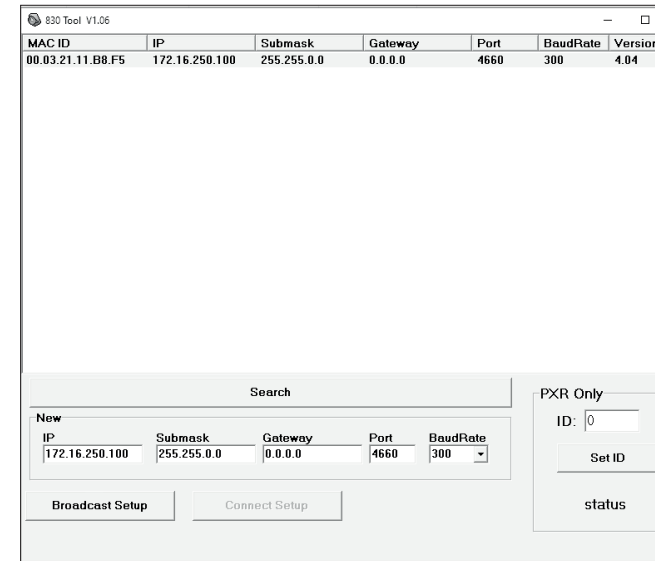 830 Tool V1.06
MAC ID IP Submask Gateway Port BaudRate Version
00.03.21.11.B8.F5 172.16.250.100 255.255.0.0 0.0.0.0 4660 300 4.04
Search
PXR Only
New
ID: 0
IP Submask Gateway Port BaudRate
172.16.250.100 255.255.0.0 0.0.0.0 4660 300
Set ID
Broadcast Setup Connect Setup
status